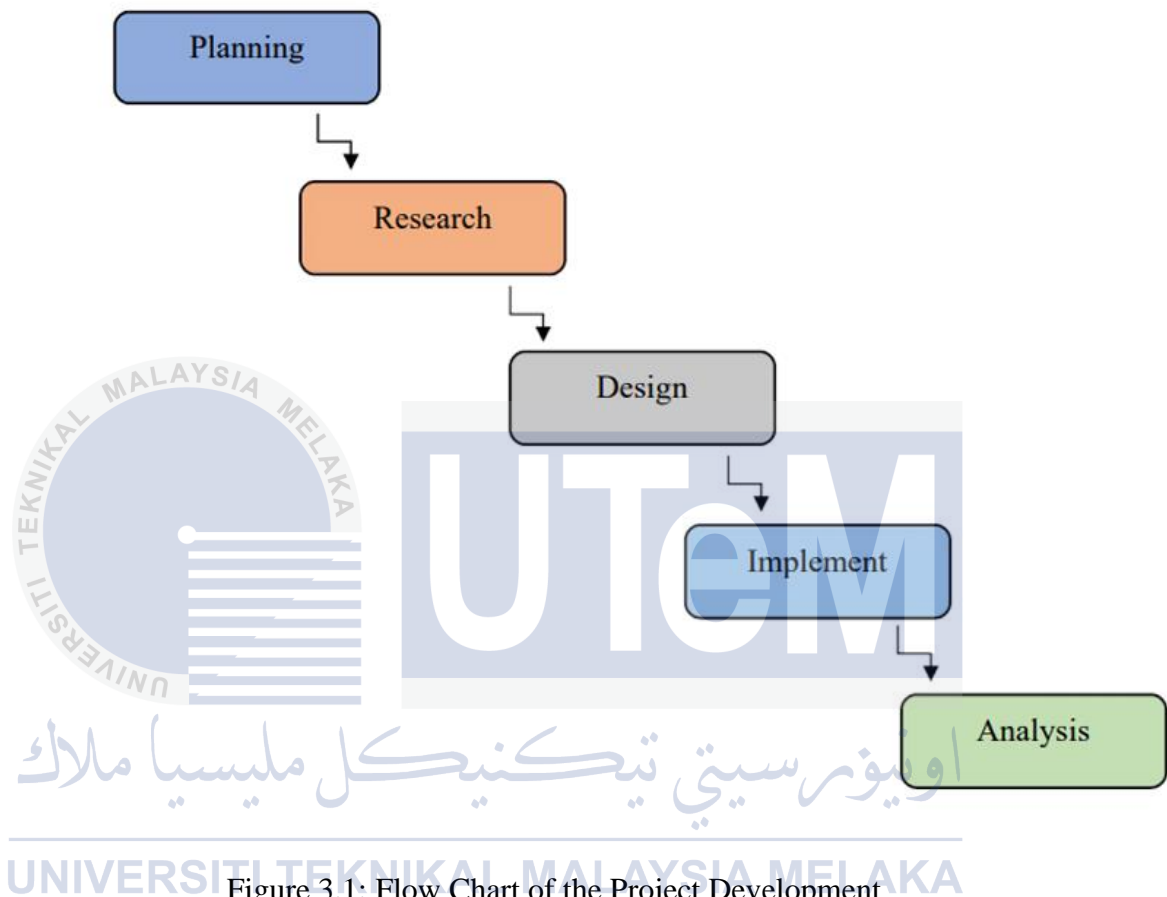 Planning
Research
Design
Implement
Analysis
UNIVERSITI TEKNIKAL MALAYSIA MELAKA
UTeM
اونيۏرسيتي تيكنيكل مليسيا ملاك
UNIVERSITI TEKNIKAL MALAYSIA MELAKA
Figure 3.1: Flow Chart of the Project Development